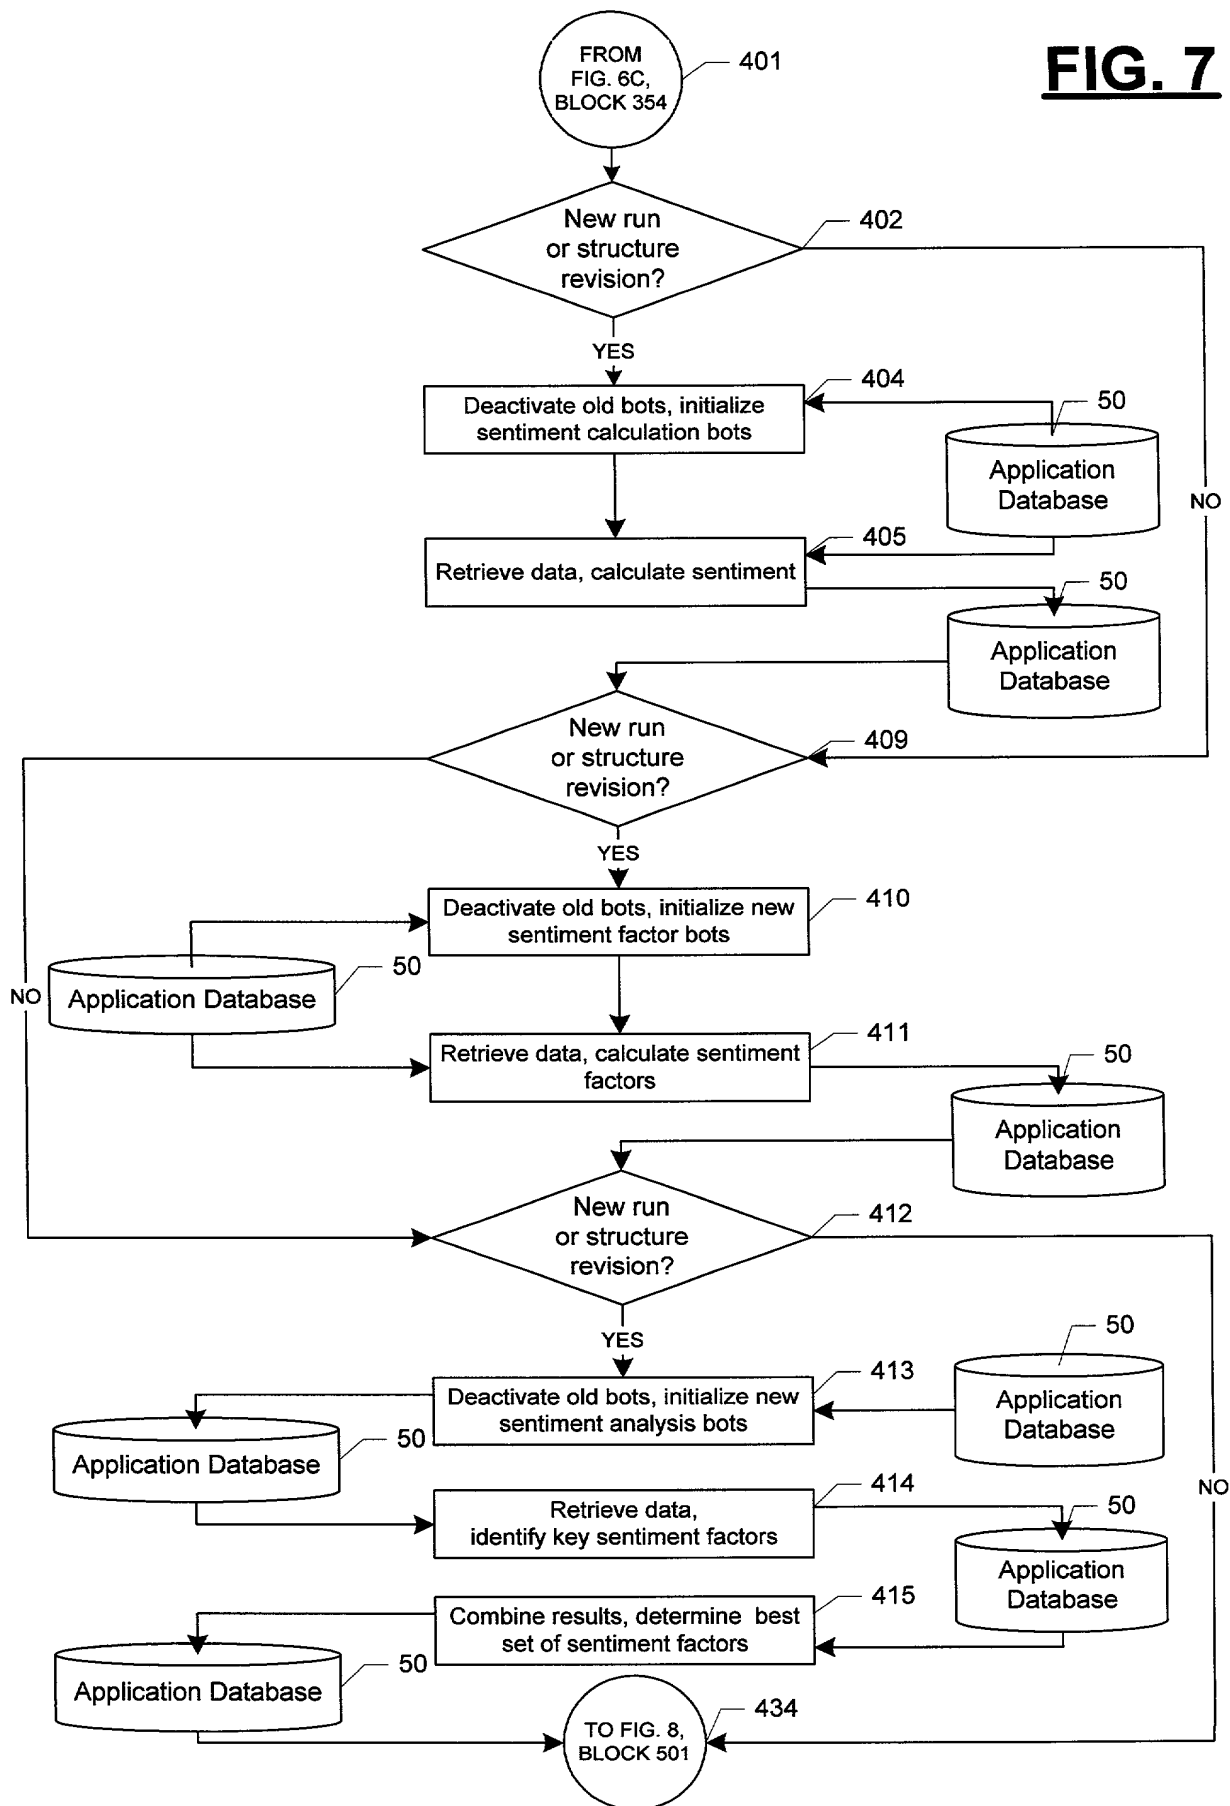 FROM
FIG. 6C,
BLOCK 354
401
FIG. 7
New run
or structure
revision?
402
YES
NO
404
Deactivate old bots, initialize
sentiment calculation bots
50
Application
Database
405
Retrieve data, calculate sentiment
50
Application
Database
New run
or structure
revision?
409
YES
NO
Deactivate old bots, initialize new
sentiment factor bots
410
50
Application Database
Retrieve data, calculate sentiment
factors
411
50
Application
Database
New run
or structure
revision?
412
YES
NO
Deactivate old bots, initialize new
sentiment analysis bots
413
50
Application
Database
50
Application Database
Retrieve data,
identify key sentiment factors
414
50
Application
Database
Combine results, determine best
set of sentiment factors
415
50
Application Database
TO FIG. 8,
BLOCK 501
434